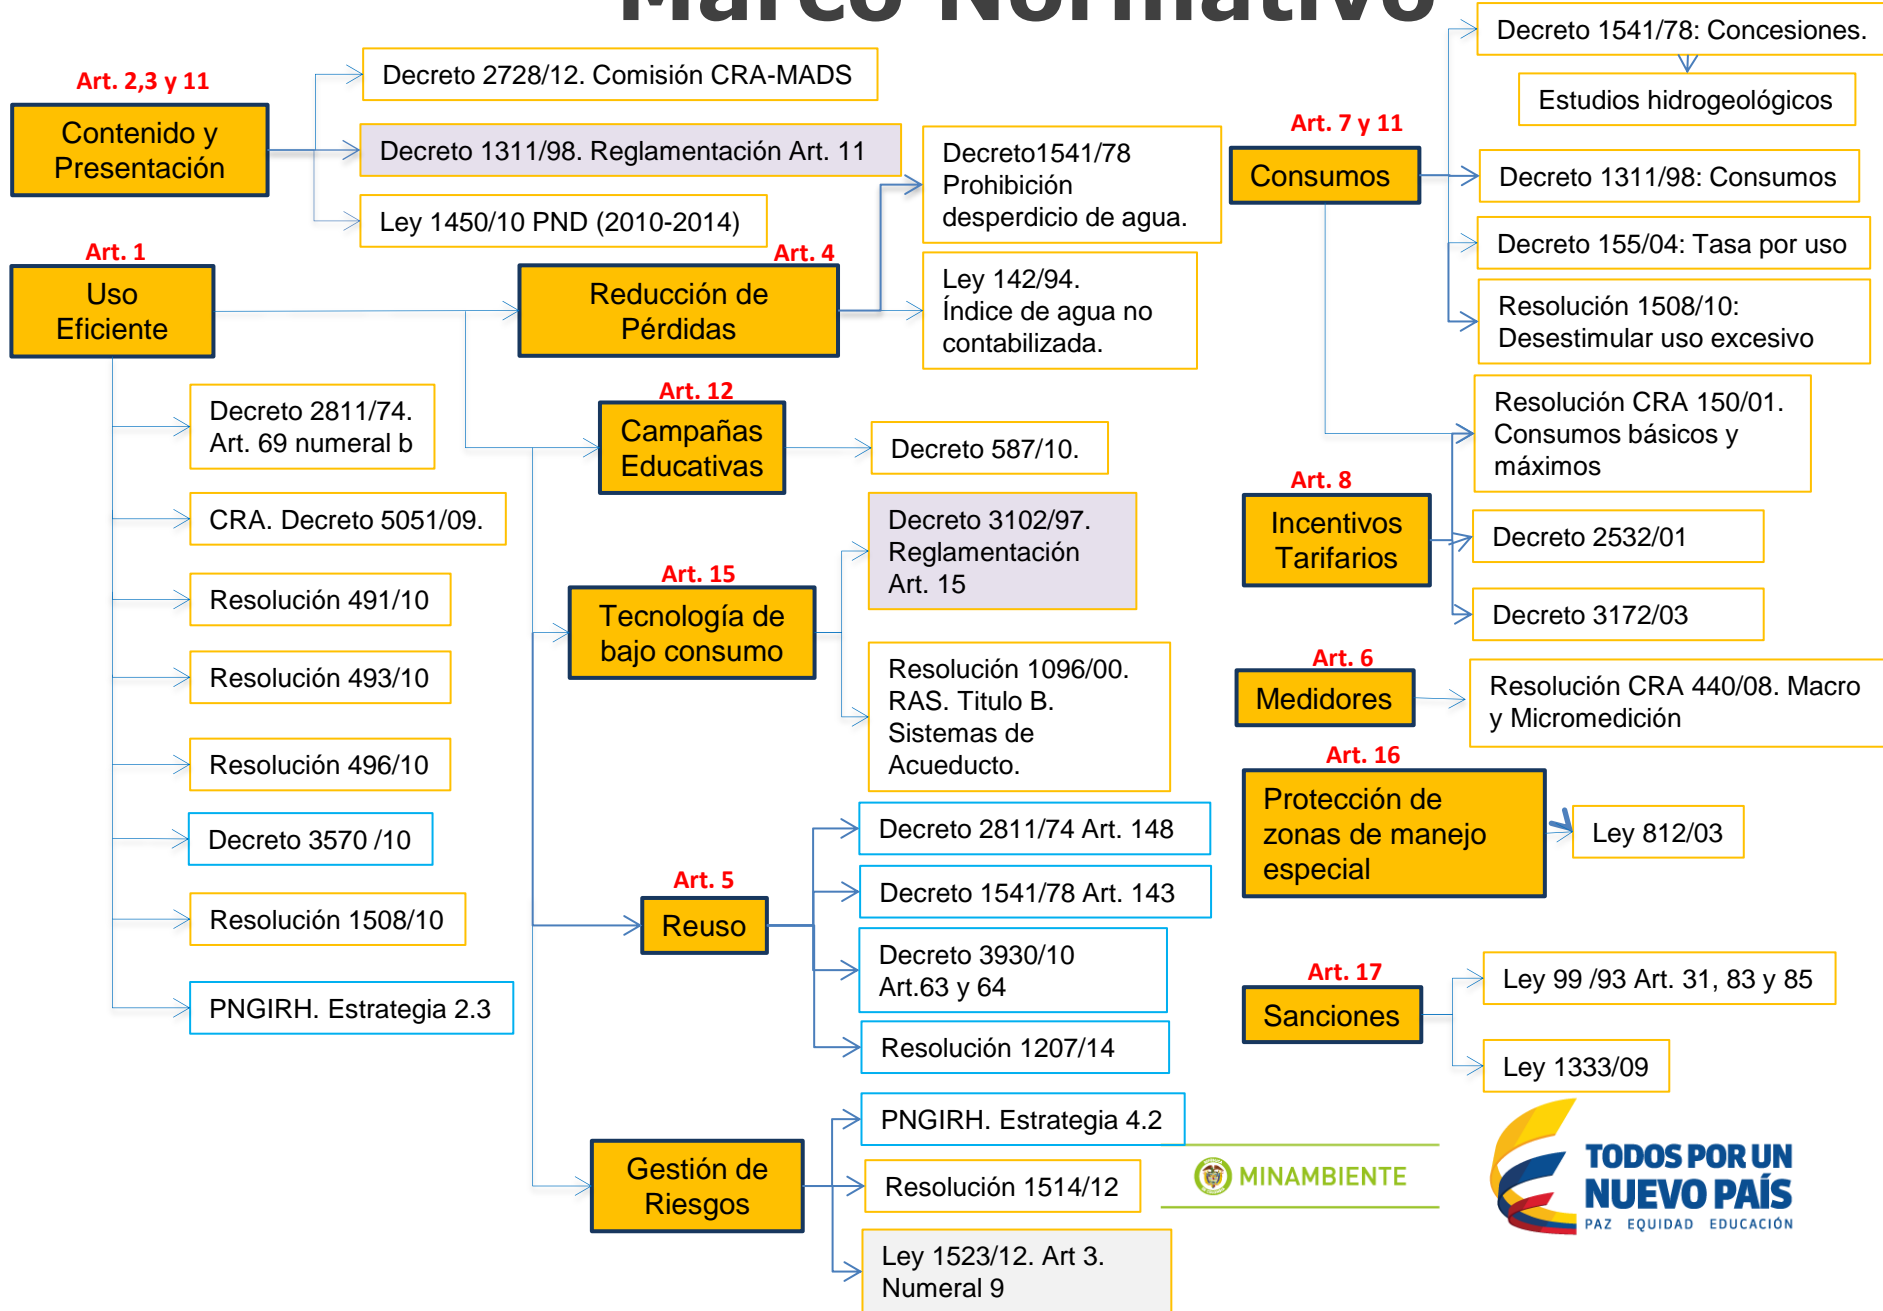 Marco Normativo
Art. 2,3 y 11
Contenido y
Presentación
Decreto 2728/12. Comisión CRA-MADS
Decreto 1311/98. Reglamentación Art. 11
Ley 1450/10 PND (2010-2014)
Art. 1
Uso
Eficiente
Decreto 2811/74.
Art. 69 numeral b
CRA. Decreto 5051/09.
Resolución 491/10
Resolución 493/10
Resolución 496/10
Decreto 3570 /10
Resolución 1508/10
PNGIRH. Estrategia 2.3
Art. 4
Reducción de
Pérdidas
Decreto1541/78
Prohibición
desperdicio de agua.
Ley 142/94.
Índice de agua no
contabilizada.
Art. 12
Campañas
Educativas
Decreto 587/10.
Art. 15
Tecnología de
bajo consumo
Decreto 3102/97.
Reglamentación
Art. 15
Resolución 1096/00.
RAS. Titulo B.
Sistemas de
Acueducto.
Art. 5
Reuso
Decreto 2811/74 Art. 148
Decreto 1541/78 Art. 143
Decreto 3930/10
Art.63 y 64
Resolución 1207/14
Gestión de
Riesgos
PNGIRH. Estrategia 4.2
Resolución 1514/12
Ley 1523/12. Art 3.
Numeral 9
Art. 7 y 11
Consumos
Decreto 1541/78: Concesiones.
Estudios hidrogeológicos
Decreto 1311/98: Consumos
Decreto 155/04: Tasa por uso
Resolución 1508/10:
Desestimular uso excesivo
Resolución CRA 150/01.
Consumos básicos y
máximos
Art. 8
Incentivos
Tarifarios
Decreto 2532/01
Decreto 3172/03
Art. 6
Medidores
Resolución CRA 440/08. Macro
y Micromedición
Art. 16
Protección de
zonas de manejo
especial
Ley 812/03
Art. 17
Sanciones
Ley 99 /93 Art. 31, 83 y 85
Ley 1333/09
MINAMBIENTE
TODOS POR UN
NUEVO PAÍS
PAZ EQUIDAD EDUCACIÓN